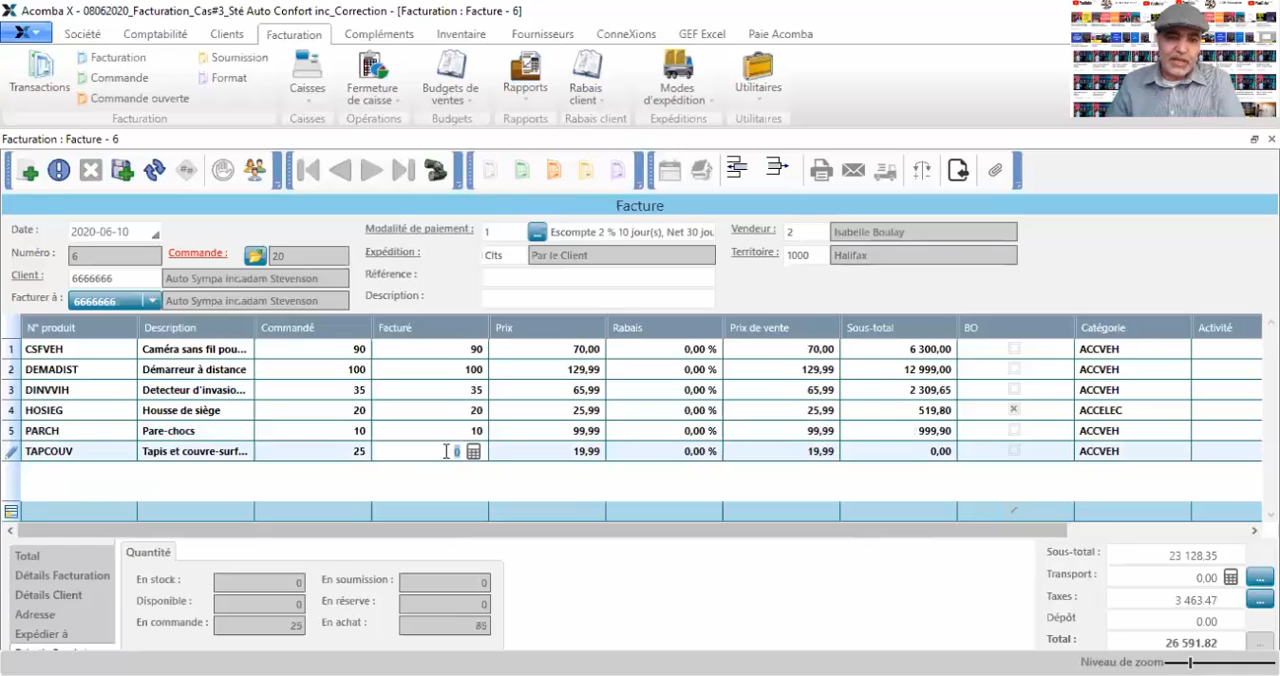 Acomba X - 08062020_Facturation_Cas#3_Sté Auto Confort inc_Correction - [Facturation : Facture - 6]
Société Comptabilité Clients Facturation Inventaire ConneXions GEF Excel Paie Acomba
Transactions
Facturation
Commande
Commande ouverte
Soumission
Format
Caisses
Fermeture de caisse
Budgets de ventes
Rapports
Rabais client
Modes d'expédition
Utilitaires
Facturation Caisses Budgets Rapports Rabais client Expéditions Utilitaires
Facturation : Facture - 6
Facture
Date : 2020-06-10 Modalité de paiement : 1 Escompte 2 % 10 jour(s), Net 30 jou Vendeur : 2 Isabelle Boulay
Numéro : 6 Commande : 20 Expédition : Clts Par le Client Territoire : 1000 Halifax
Client : 6666666 Auto Sympa inc.adam Stevenson Référence :
Facturer à : 6666666 Auto Sympa inc.adam Stevenson Description :
N° produit Description Commandé Facturé Prix Rabais Prix de vente Sous-total BO Catégorie Activité
1 CSFVEH Caméra sans fil pou... 90 90 70,00 0,00 % 70,00 6 300,00 ACCVEH
2 DEMADIST Démarreur à distance 100 100 129,99 0,00 % 129,99 12 999,00 ACCVEH
3 DINVVIH Detecteur d'invasio... 35 35 65,99 0,00 % 65,99 2 309,65 ACCVEH
4 HOSIEG Housse de siège 20 20 25,99 0,00 % 25,99 519,80 ACCELEC
5 PARCH Pare-chocs 10 10 99,99 0,00 % 99,99 999,90 ACCVEH
TAPCOUV Tapis et couvre-surf... 25 0 19,99 0,00 % 19,99 0,00 ACCVEH
Total
Détails Facturation
Détails Client
Adresse
Expédier à
Quantité
En stock : 0 En soumission : 0
Disponible : 0 En réserve : 0
En commande : 25 En achat : 85
Sous-total : 23 128,35
Transport : 0,00
Taxes : 3 463,47
Dépôt 0,00
Total : 26 591,82
Niveau de zoom